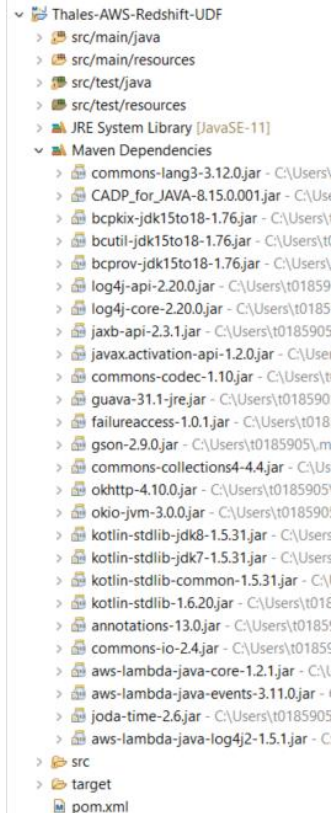 Thales-AWS-Redshift-UDF
src/main/java
src/main/resources
src/test/java
src/test/resources
JRE System Library [JavaSE-11]
Maven Dependencies
commons-lang3-3.12.0.jar - C:\Users\
CADP_for_JAVA-8.15.0.001.jar - C:\Use
bcpkix-jdk15to18-1.76.jar - C:\Users\t
bcutil-jdk15to18-1.76.jar - C:\Users\t0
bcprov-jdk15to18-1.76.jar - C:\Users\
log4j-api-2.20.0.jar - C:\Users\t01859
log4j-core-2.20.0.jar - C:\Users\t0185
jaxb-api-2.3.1.jar - C:\Users\t0185905
javax.activation-api-1.2.0.jar - C:\User
commons-codec-1.10.jar - C:\Users\t
guava-31.1-jre.jar - C:\Users\t018590
failureaccess-1.0.1.jar - C:\Users\t018
gson-2.9.0.jar - C:\Users\t0185905\.m
commons-collections4-4.4.jar - C:\Us
okhttp-4.10.0.jar - C:\Users\t0185905
okio-jvm-3.0.0.jar - C:\Users\t0185905
kotlin-stdlib-jdk8-1.5.31.jar - C:\Users
kotlin-stdlib-jdk7-1.5.31.jar - C:\Users
kotlin-stdlib-common-1.5.31.jar - C:\
kotlin-stdlib-1.6.20.jar - C:\Users\t018
annotations-13.0.jar - C:\Users\t01859
commons-io-2.4.jar - C:\Users\t01859
aws-lambda-java-core-1.2.1.jar - C:\U
aws-lambda-java-events-3.11.0.jar -
joda-time-2.6.jar - C:\Users\t0185905
aws-lambda-java-log4j2-1.5.1.jar - C:
src
target
pom.xml